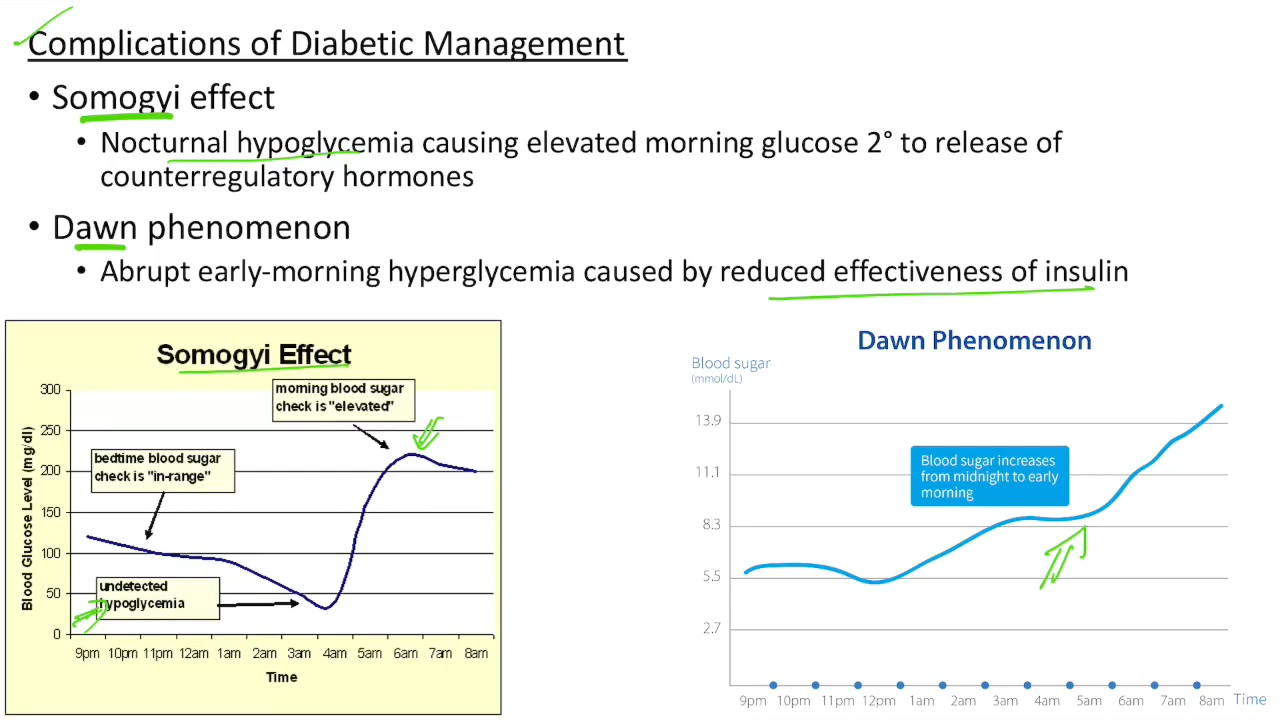 Complications of Diabetic Management
• Somogyi effect
• Nocturnal hypoglycemia causing elevated morning glucose 2° to release of
counterregulatory hormones
• Dawn phenomenon
• Abrupt early-morning hyperglycemia caused by reduced effectiveness of insulin
Somogyi Effect
300
250
200
150
100
50
0
Blood Glucose Level (mg/dl)
morning blood sugar
check is "elevated"
bedtime blood sugar
check is "in-range"
undetected
hypoglycemia
9pm 10pm 11pm 12am 1am 2am 3am 4am 5am 6am 7am 8am
Time
Dawn Phenomenon
Blood sugar
(mmol/dL)
13.9
11.1
8.3
5.5
2.7
Blood sugar increases
from midnight to early
morning
9pm 10pm 11pm 12pm 1am 2am 3am 4am 5am 6am 7am 8am Time